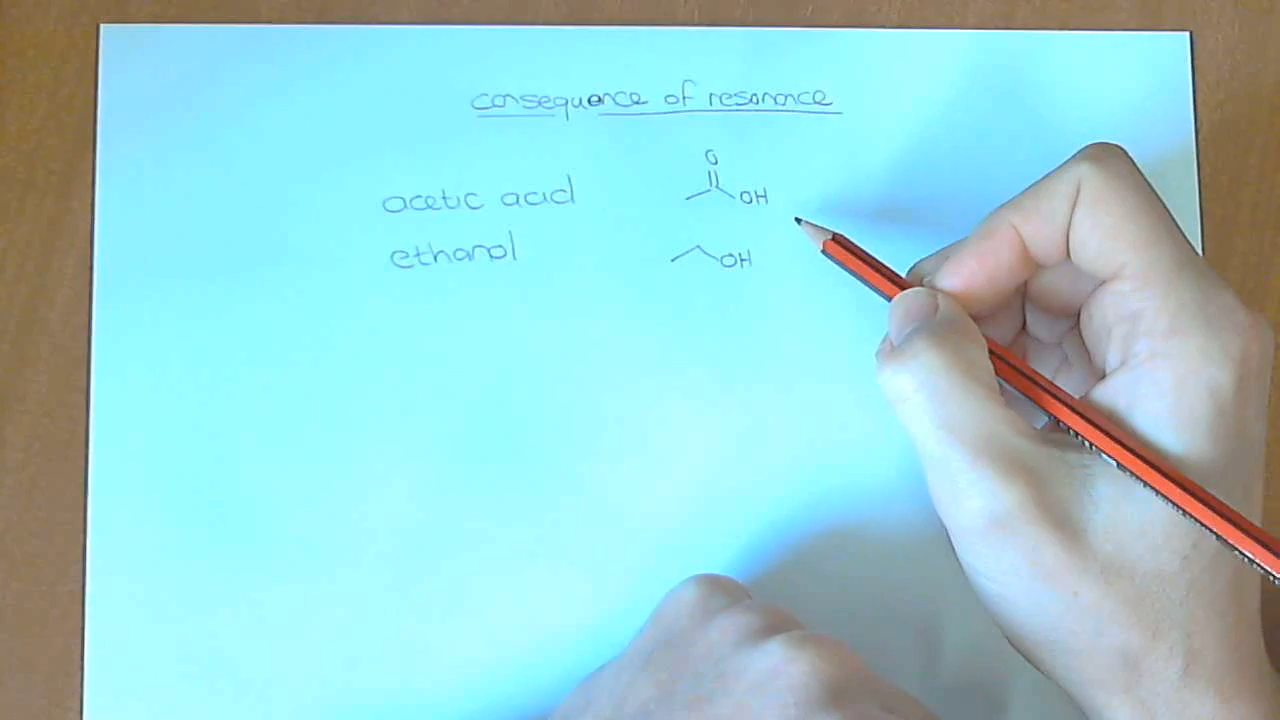 consequence of resonance
acetic acid
O
OH
ethanol
OH